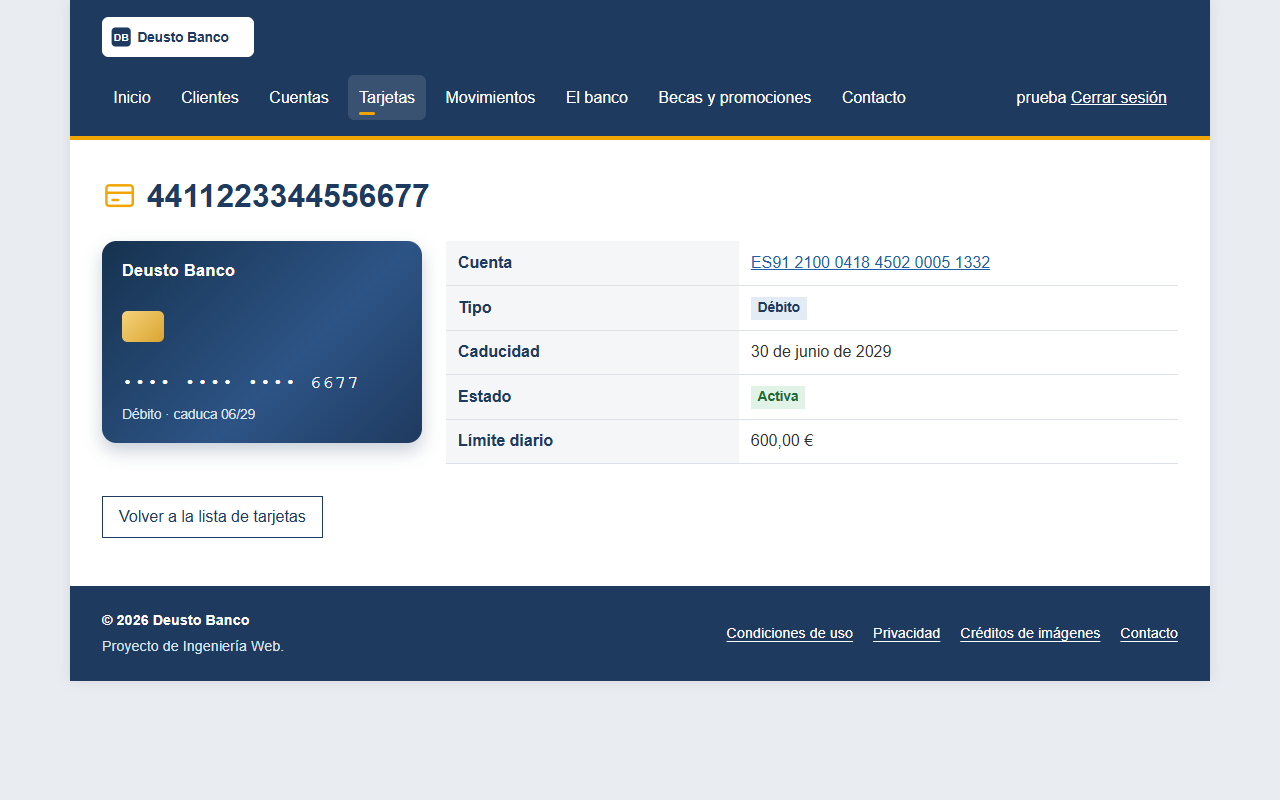 DB Deusto Banco
Inicio Clientes Cuentas Tarjetas Movimientos El banco Becas y promociones Contacto prueba Cerrar sesión
4411223344556677
Deusto Banco
•••• •••• •••• 6677
Débito · caduca 06/29
Cuenta ES91 2100 0418 4502 0005 1332
Tipo Débito
Caducidad 30 de junio de 2029
Estado Activa
Límite diario 600,00 €
Volver a la lista de tarjetas
© 2026 Deusto Banco
Proyecto de Ingeniería Web.
Condiciones de uso Privacidad Créditos de imágenes Contacto